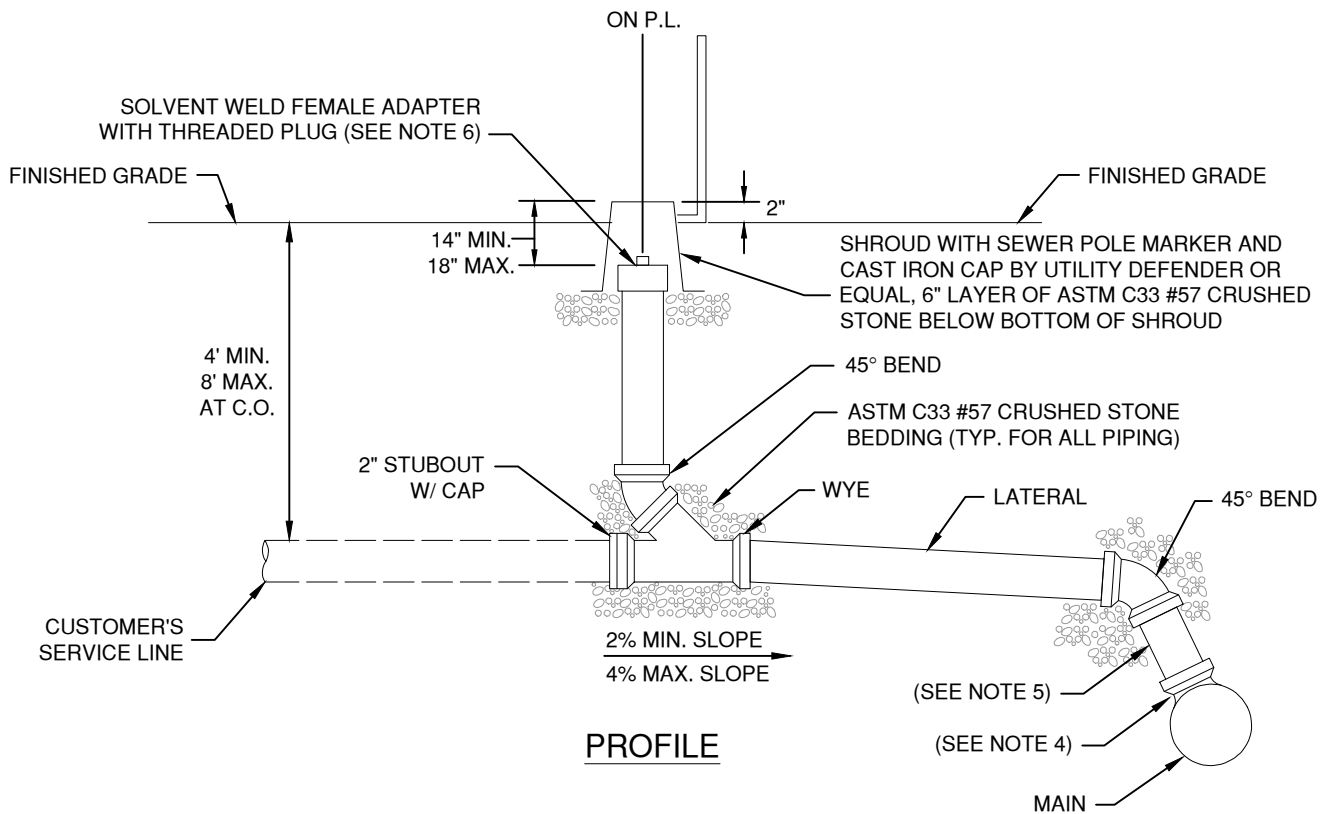 ON P.L.
SOLVENT WELD FEMALE ADAPTER
WITH THREADED PLUG (SEE NOTE 6)
FINISHED GRADE
FINISHED GRADE
2"
14" MIN.
18" MAX.
SHROUD WITH SEWER POLE MARKER AND
CAST IRON CAP BY UTILITY DEFENDER OR
EQUAL, 6" LAYER OF ASTM C33 #57 CRUSHED
STONE BELOW BOTTOM OF SHROUD
4' MIN.
8' MAX.
AT C.O.
45° BEND
ASTM C33 #57 CRUSHED STONE
BEDDING (TYP. FOR ALL PIPING)
2" STUBOUT
W/ CAP
WYE
LATERAL
45° BEND
CUSTOMER'S
SERVICE LINE
2% MIN. SLOPE
4% MAX. SLOPE
(SEE NOTE 5)
(SEE NOTE 4)
PROFILE
MAIN